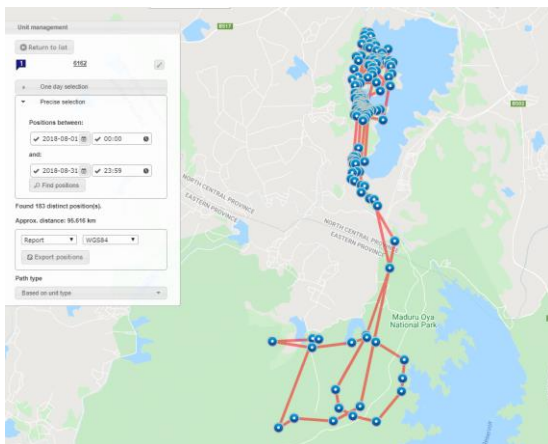 Unit management
Return to list
1
6162
One day selection
Precise selection
Positions between:
2018-08-01 00:00
and:
2018-08-31 23:59
Find positions
Found 183 distinct position(s).
Approx. distance: 95.616 km
Report WGS84
Export positions
Path type
Based on unit type
NORTH CENTRAL PROVINCE
EASTERN PROVINCE
NORTH CENTRAL PROVINCE
EASTERN PROVINCE
Maduru Oya
National Park